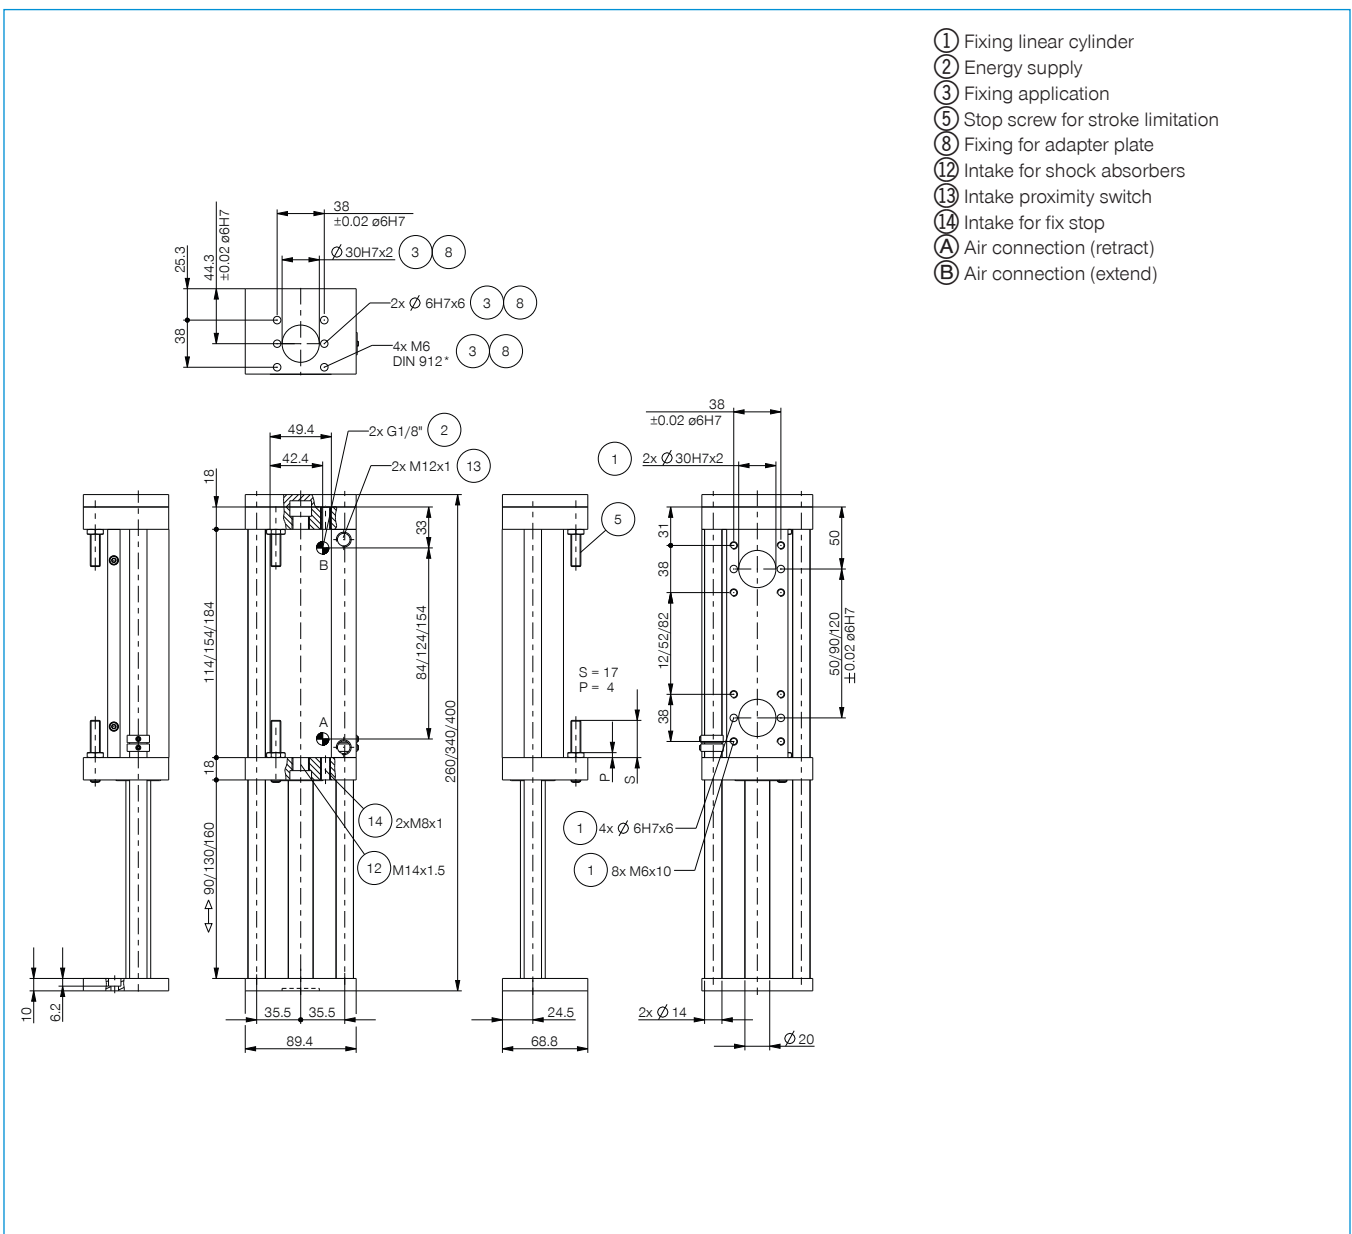 1 Fixing linear cylinder
2 Energy supply
3 Fixing application
5 Stop screw for stroke limitation
8 Fixing for adapter plate
12 Intake for shock absorbers
13 Intake proximity switch
14 Intake for fix stop
A Air connection (retract)
B Air connection (extend)
38
±0.02 ø6H7
Ø 30H7x2 3 8
25.3
44.3
±0.02 ø6H7
38
2x Ø 6H7x6 3 8
4x M6 3 8
DIN 912*
49.4
42.4
2x G1/8" 2
2x M12x1 13
18
33
B
114/154/184
84/124/154
A
260/340/400
18
14 2xM8x1
12 M14x1.5
90/130/160
10
6.2
35.5 35.5
89.4
5
S = 17
P = 4
P
S
24.5
68.8
38
±0.02 ø6H7
1 2x Ø 30H7x2
31
50
38
12/52/82
50/90/120
±0.02 ø6H7
38
1 4x Ø 6H7x6
1 8x M6x10
2x Ø 14
Ø 20